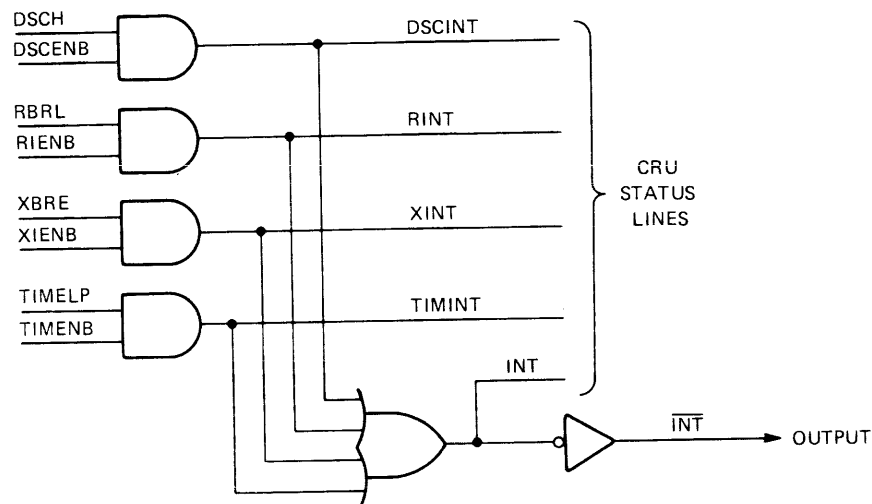 DSCH
DSCENB
DSCINT
RBRL
RIENB
RINT
XBRE
XIENB
XINT
TIMELP
TIMENB
TIMINT
INT
CRU
STATUS
LINES
INT
OUTPUT